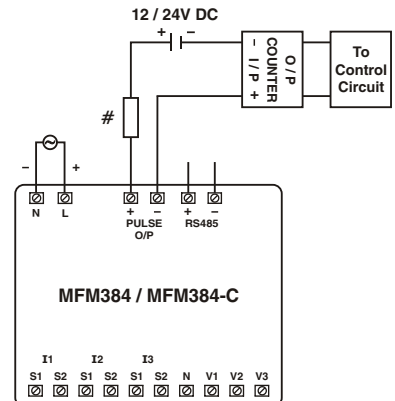 12 / 24V DC
+ −
− I / P +
COUNTER
O / P
To
Control
Circuit
#
− +
N L + − + −
PULSE
O/P
RS485
MFM384 / MFM384-C
I1 I2 I3
S1 S2 S1 S2 S1 S2 N V1 V2 V3